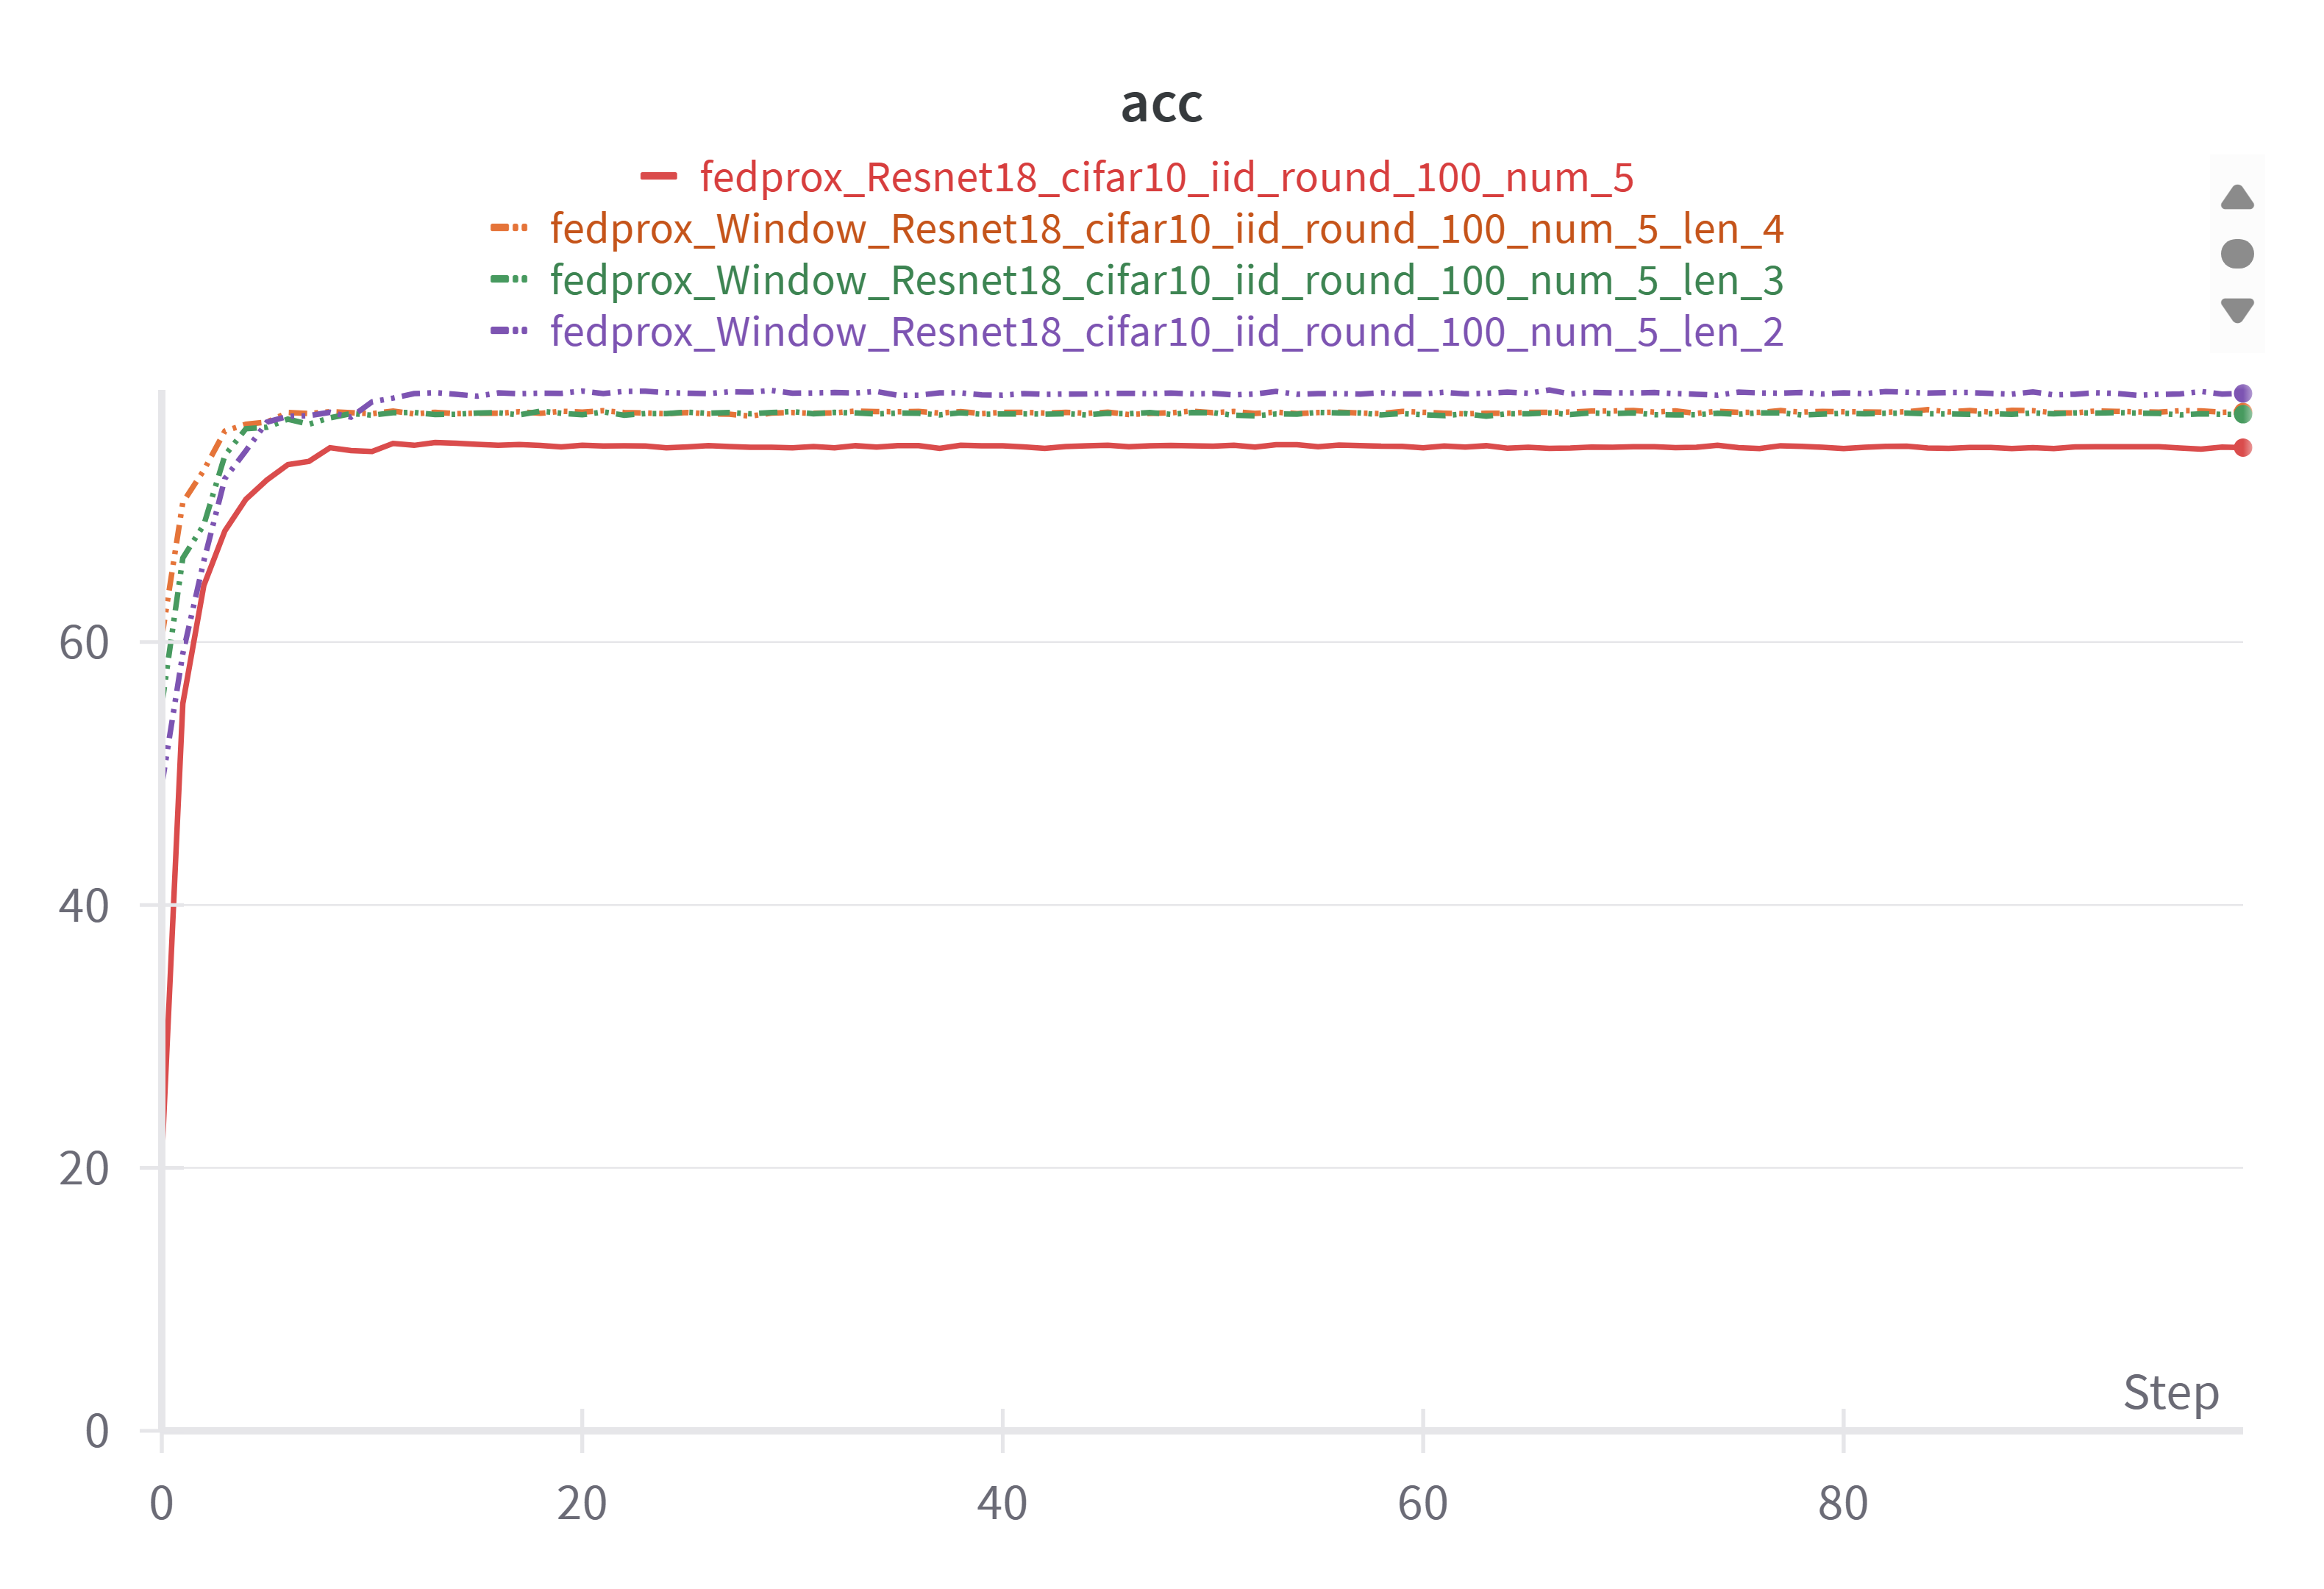 acc
fedprox_Resnet18_cifar10_iid_round_100_num_5
fedprox_Window_Resnet18_cifar10_iid_round_100_num_5_len_4
fedprox_Window_Resnet18_cifar10_iid_round_100_num_5_len_3
fedprox_Window_Resnet18_cifar10_iid_round_100_num_5_len_2
60
40
20
0
Step
0 20 40 60 80